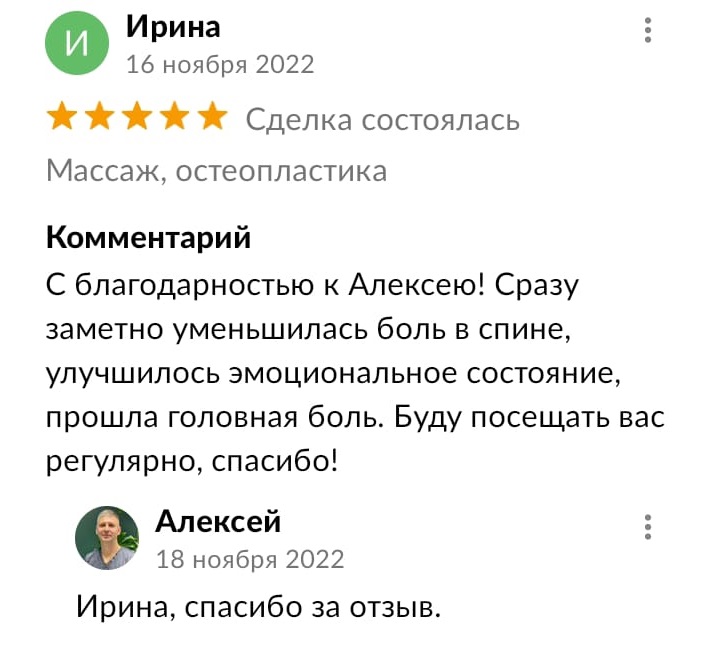 И
Ирина
16 ноября 2022
Сделка состоялась
Массаж, остеопластика
Комментарий
С благодарностью к Алексею! Сразу
заметно уменьшилась боль в спине,
улучшилось эмоциональное состояние,
прошла головная боль. Буду посещать вас
регулярно, спасибо!
Алексей
18 ноября 2022
Ирина, спасибо за отзыв.